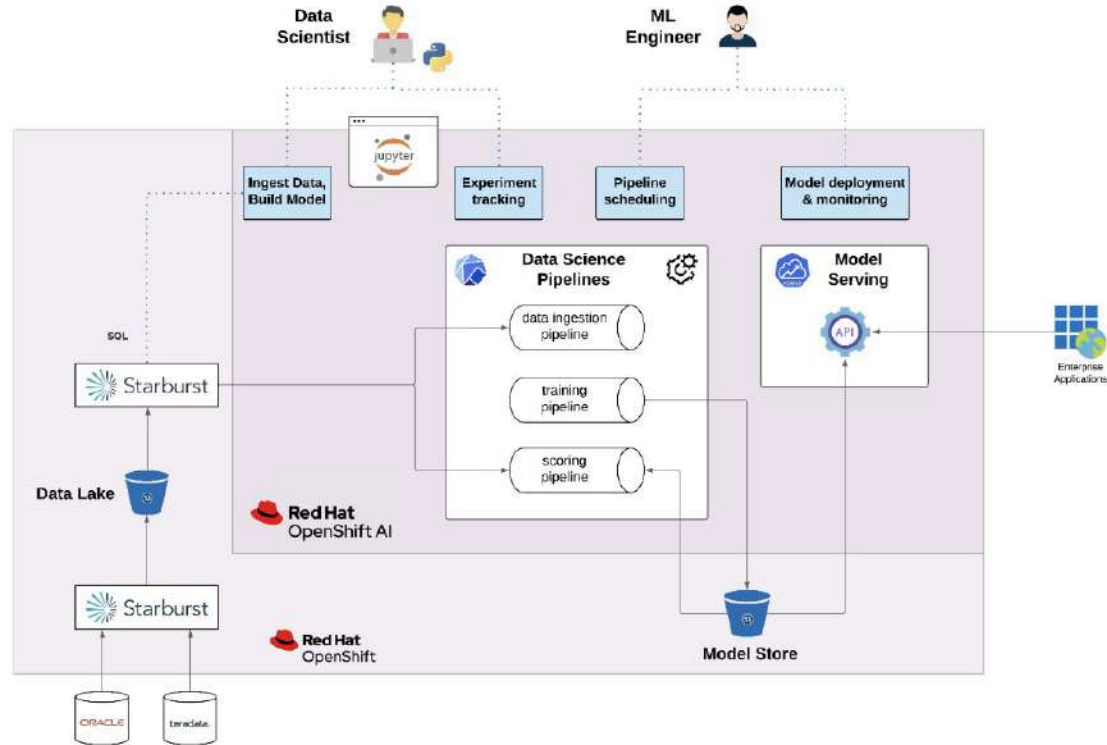 Data
Scientist
ML
Engineer
jupyter
Ingest Data,
Build Model
Experiment
tracking
Pipeline
scheduling
Model deployment
& monitoring
Data Science
Pipelines
Model
Serving
data ingestion
pipeline
API
SQL
Starburst
training
pipeline
Enterprise
Applications
scoring
pipeline
Data Lake
Red Hat
OpenShift AI
Starburst
Red Hat
OpenShift
Model Store
ORACLE
teradata.